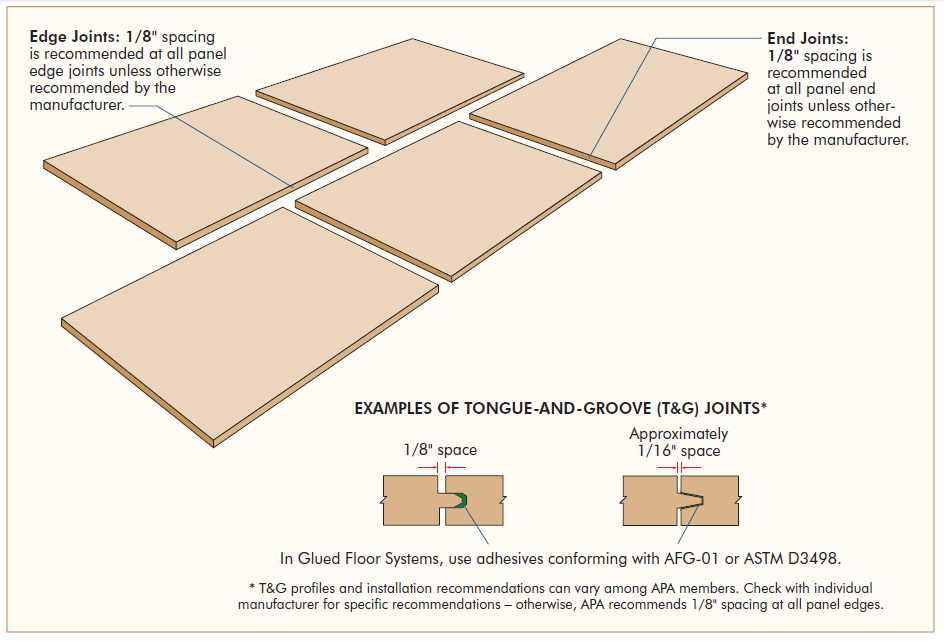 Edge Joints: 1/8" spacing
is recommended at all panel
edge joints unless otherwise
recommended by the
manufacturer.
End Joints:
1/8" spacing is
recommended
at all panel end
joints unless other-
wise recommended
by the manufacturer.
EXAMPLES OF TONGUE-AND-GROOVE (T&G) JOINTS*
1/8" space
Approximately
1/16" space
In Glued Floor Systems, use adhesives conforming with AFG-01 or ASTM D3498.
* T&G profiles and installation recommendations can vary among APA members. Check with individual
manufacturer for specific recommendations – otherwise, APA recommends 1/8" spacing at all panel edges.